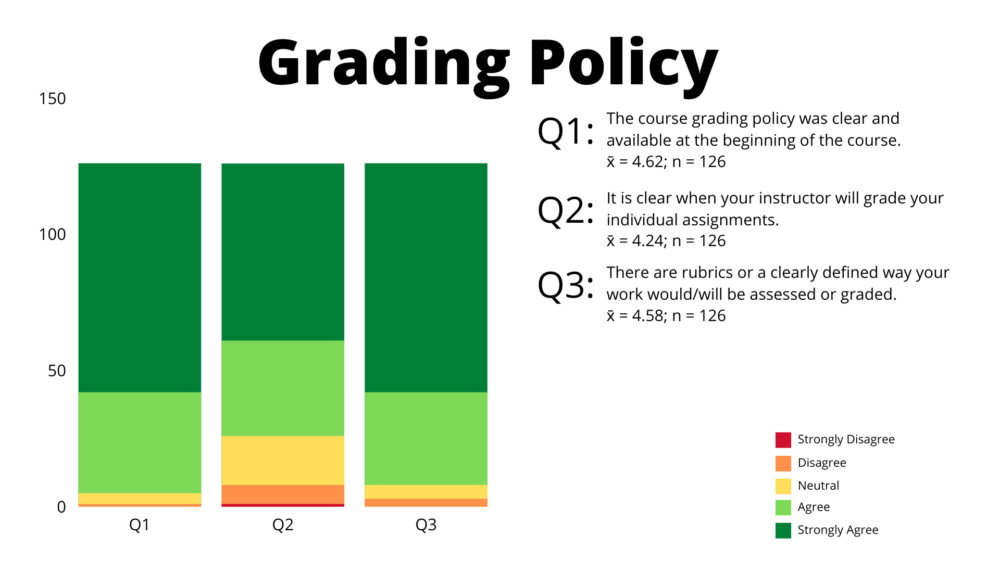 Grading Policy
150
100
50
0
Q1
Q2
Q3
Q1:
The course grading policy was clear and
available at the beginning of the course.
x̄ = 4.62; n = 126
Q2:
It is clear when your instructor will grade your
individual assignments.
x̄ = 4.24; n = 126
Q3:
There are rubrics or a clearly defined way your
work would/will be assessed or graded.
x̄ = 4.58; n = 126
Strongly Disagree
Disagree
Neutral
Agree
Strongly Agree